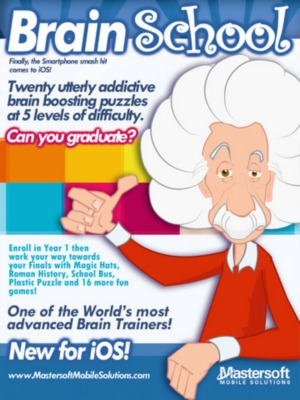 Brain School
Finally, the Smartphone smash hit
comes to iOS!
Twenty utterly addictive
brain boosting puzzles
at 5 levels of difficulty.
Can you graduate?
Enroll in Year 1 then
work your way towards
your Finals with Magic Hats,
Roman History, School Bus,
Plastic Puzzle and 16 more fun
games!
One of the World's most
advanced Brain Trainers!
New for iOS!
www.MastersoftMobileSolutions.com
Mastersoft
MOBILE SOLUTIONS